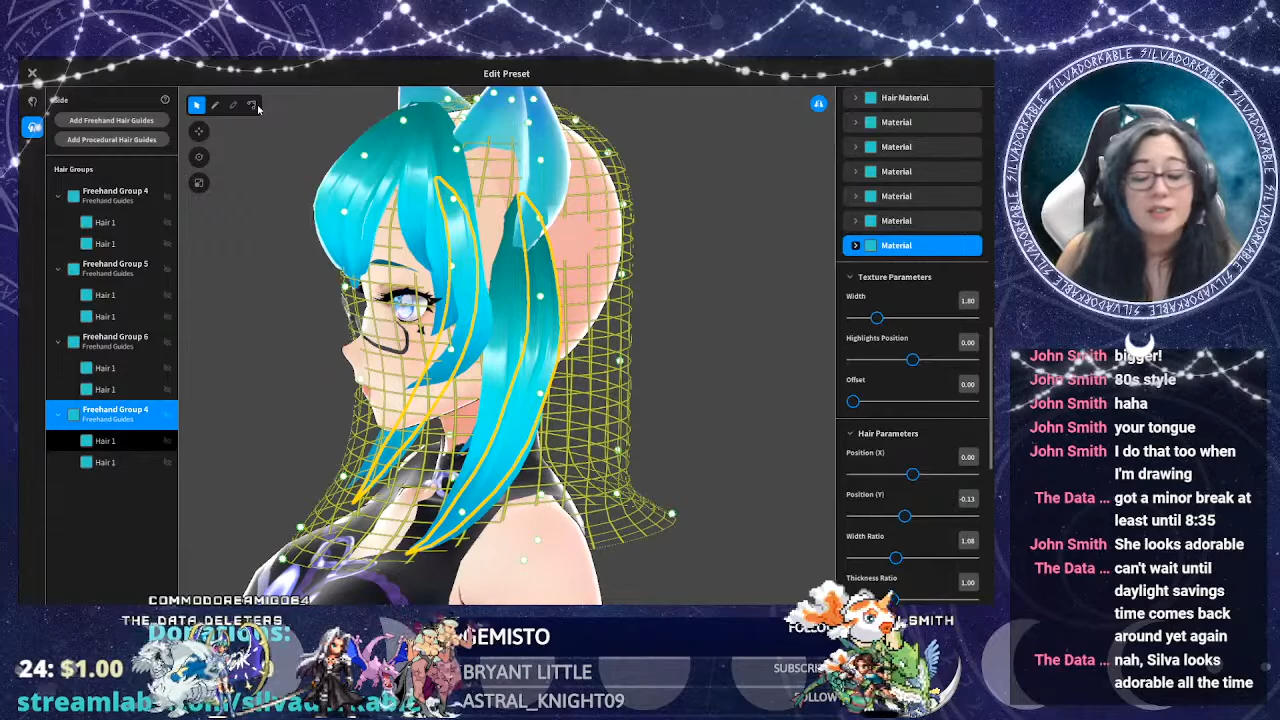 Edit Preset
Add Freehand Hair Guides
Add Procedural Hair Guides
Hair Groups
Freehand Group 4
Freehand Guides
Hair 1
Hair 1
Freehand Group 5
Freehand Guides
Hair 1
Hair 1
Freehand Group 6
Freehand Guides
Hair 1
Hair 1
Freehand Group 4
Freehand Guides
Hair 1
Hair 1
Hair Material
Material
Material
Material
Material
Material
Material
Texture Parameters
Width
1.80
Highlights Position
0.00
Offset
0.00
Hair Parameters
Position (X)
0.00
Position (Y)
-0.13
Width Ratio
1.08
Thickness Ratio
1.00
SILVADORKABLE
John Smith bigger!
John Smith 80s style
John Smith haha
John Smith your tongue
John Smith I do that too when
I'm drawing
The Data ... got a minor break at
least until 8:35
John Smith She looks adorable
The Data ... can't wait until
daylight savings
time comes back
around yet again
The Data ... nah, Silva looks
adorable all the time
COMMODOREAMIGO64
THE DATA DELETERS
Donations:
24: $1.00
GEMISTO
BRYANT LITTLE
ASTRAL_KNIGHT09
SMITH
FOLLOW